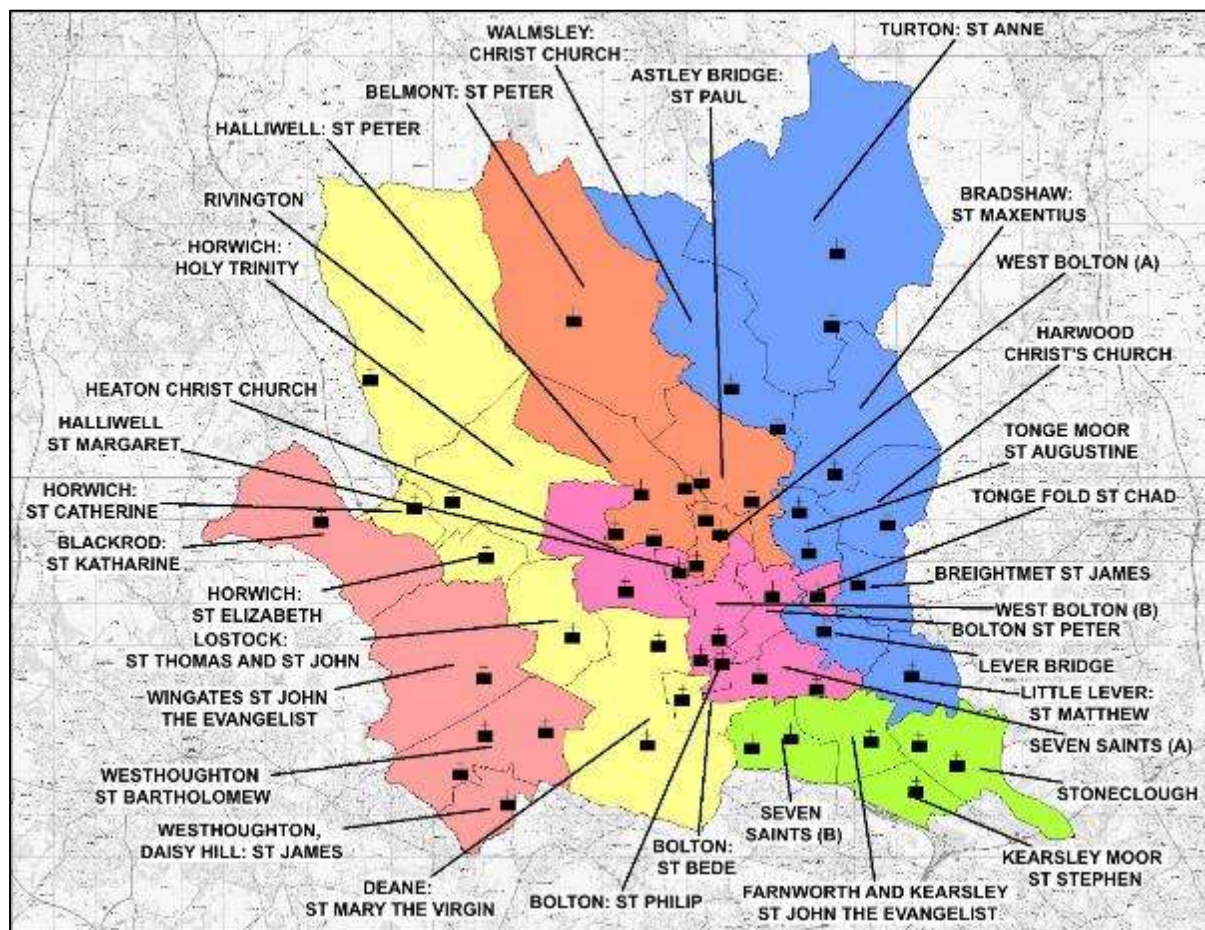 WALMSLEY:
CHRIST CHURCH
TURTON: ST ANNE
ASTLEY BRIDGE:
ST PAUL
BELMONT: ST PETER
HALLIWELL: ST PETER
RIVINGTON
BRADSHAW:
ST MAXENTIUS
HORWICH:
HOLY TRINITY
WEST BOLTON (A)
HARWOOD
CHRIST'S CHURCH
HEATON CHRIST CHURCH
HALLIWELL
ST MARGARET
TONGE MOOR
ST AUGUSTINE
HORWICH:
ST CATHERINE
TONGE FOLD ST CHAD
BLACKROD:
ST KATHARINE
BREIGHTMET ST JAMES
HORWICH:
ST ELIZABETH
WEST BOLTON (B)
BOLTON ST PETER
LOSTOCK:
ST THOMAS AND ST JOHN
LEVER BRIDGE
WINGATES ST JOHN
THE EVANGELIST
LITTLE LEVER:
ST MATTHEW
SEVEN SAINTS (A)
WESTHOUGHTON
ST BARTHOLOMEW
STONECLOUGH
WESTHOUGHTON,
DAISY HILL: ST JAMES
SEVEN
SAINTS (B)
BOLTON:
ST BEDE
KEARSLEY MOOR
ST STEPHEN
DEANE:
ST MARY THE VIRGIN
BOLTON: ST PHILIP
FARNWORTH AND KEARSLEY
ST JOHN THE EVANGELIST